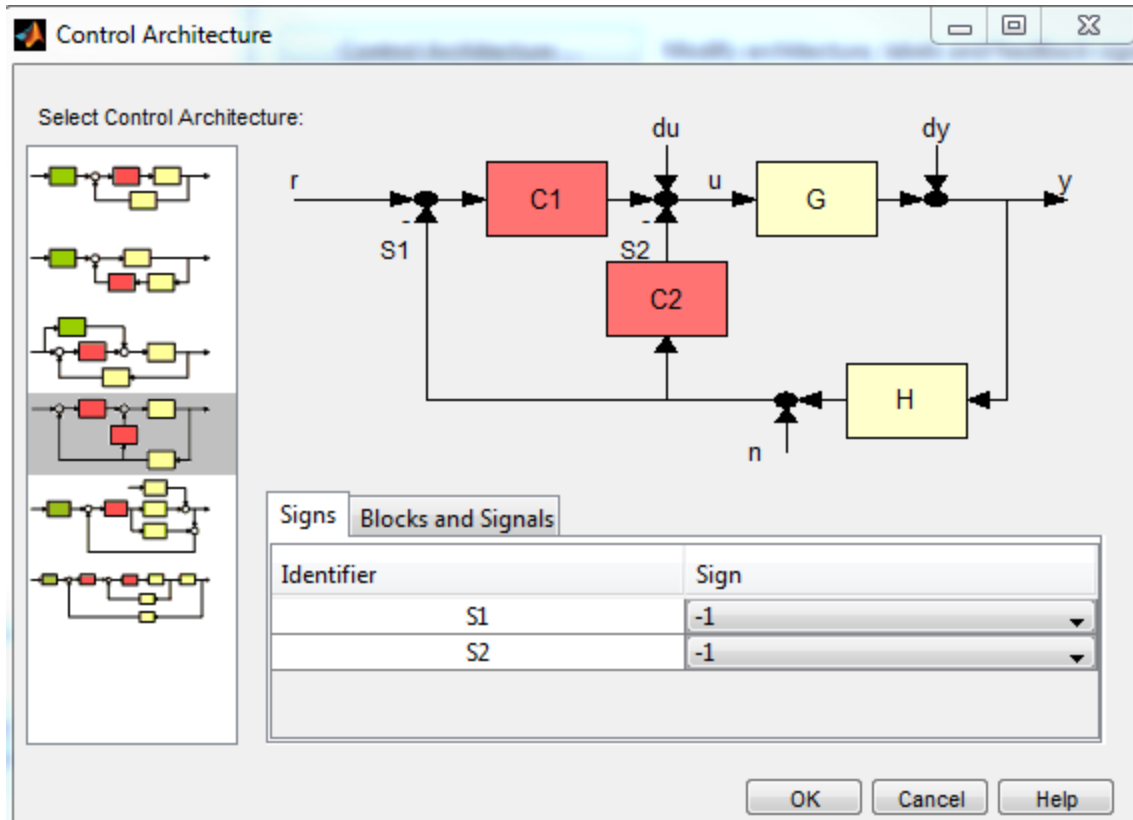 Control Architecture
Select Control Architecture:
du
dy
r
C1
u
G
y
-
-
S1
S2
C2
H
n
Signs
Blocks and Signals
Identifier
Sign
S1
-1
S2
-1
OK
Cancel
Help